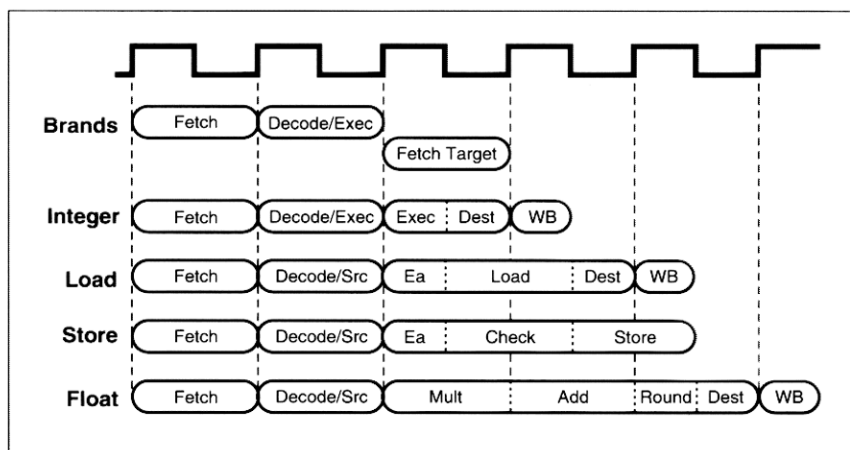 Brands Fetch Decode/Exec
Fetch Target
Integer Fetch Decode/Exec Exec Dest WB
Load Fetch Decode/Src Ea Load Dest WB
Store Fetch Decode/Src Ea Check Store
Float Fetch Decode/Src Mult Add Round Dest WB